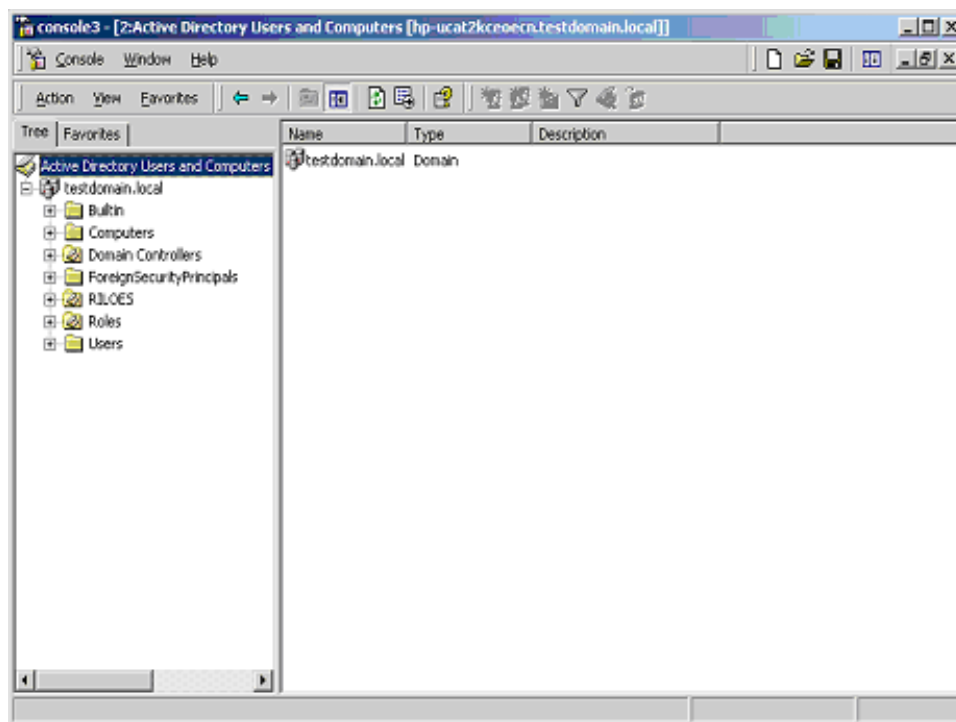 console3 - [2:Active Directory Users and Computers [hp-ucat2kceoecn.testdomain.local]]
Console Window Help
Action View Favorites
Tree Favorites
Name Type Description
Active Directory Users and Computers
testdomain.local Domain
testdomain.local
Builtin
Computers
Domain Controllers
ForeignSecurityPrincipals
RILOES
Roles
Users